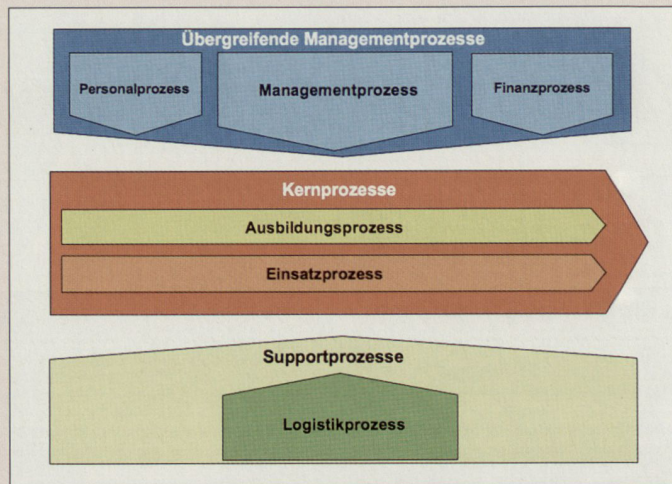 Übergreifende Managementprozesse
Personalprozess
Managementprozess
Finanzprozess
Kernprozesse
Ausbildungsprozess
Einsatzprozess
Supportprozesse
Logistikprozess